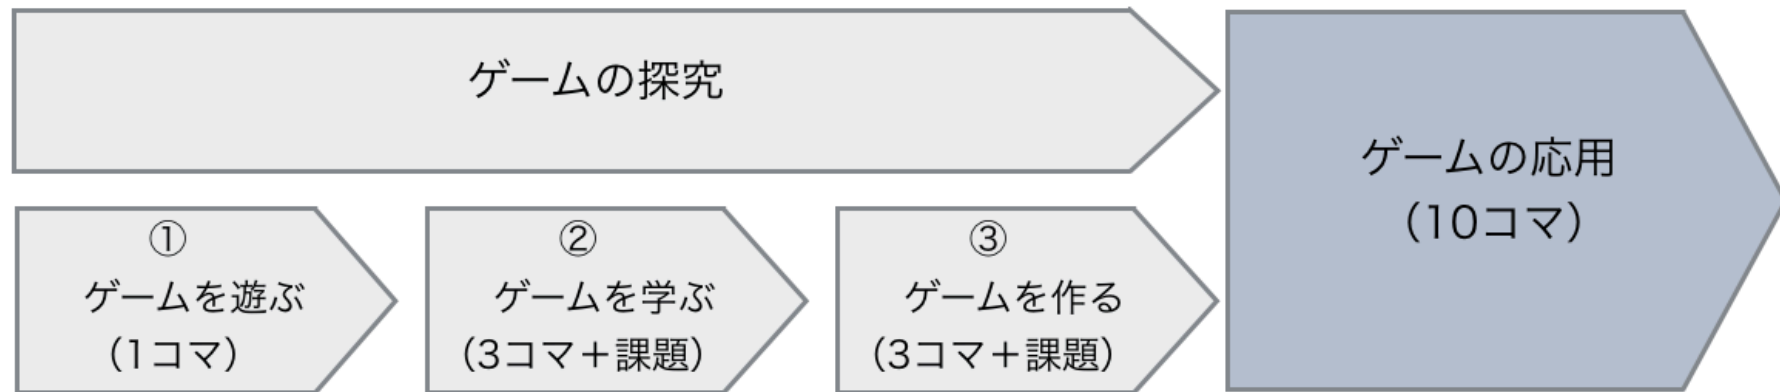 ゲームの探究
ゲームの応用
（10コマ）
①
ゲームを遊ぶ
（1コマ）
②
ゲームを学ぶ
（3コマ＋課題）
③
ゲームを作る
（3コマ＋課題）